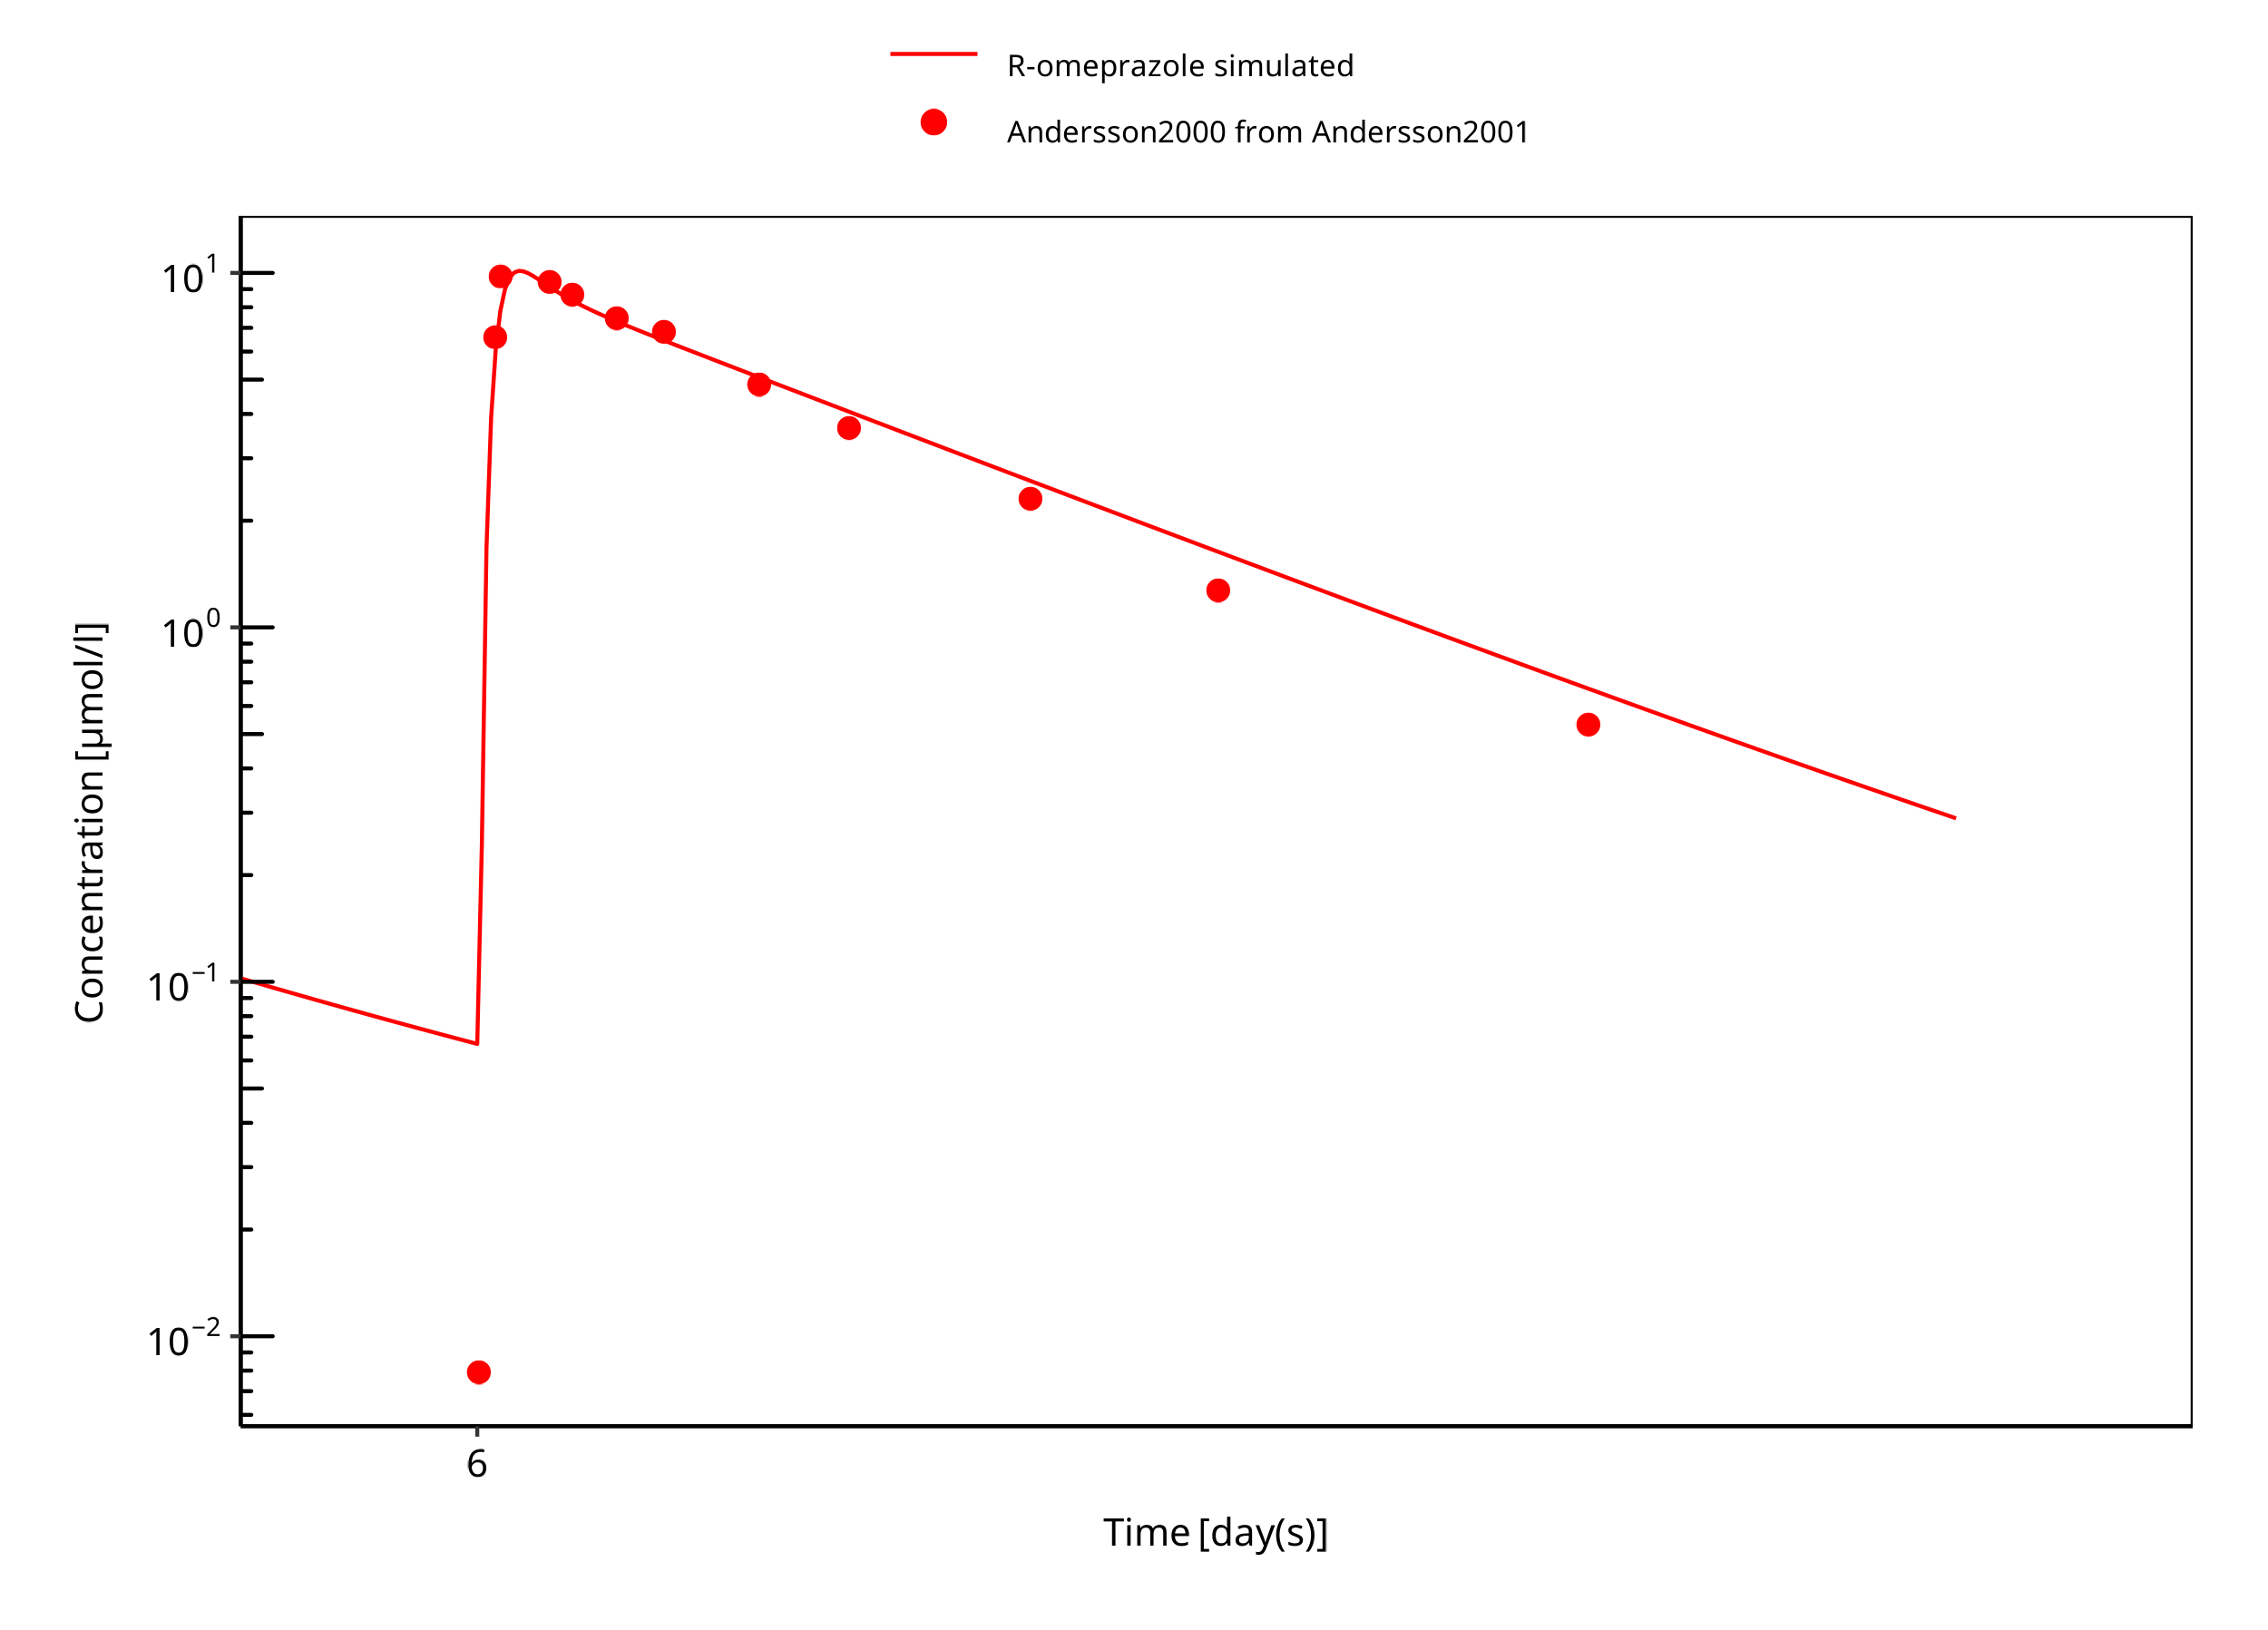 R-omeprazole simulated
Andersson2000 from Andersson2001
10¹
10⁰
10⁻¹
10⁻²
Concentration [µmol/l]
6
Time [day(s)]